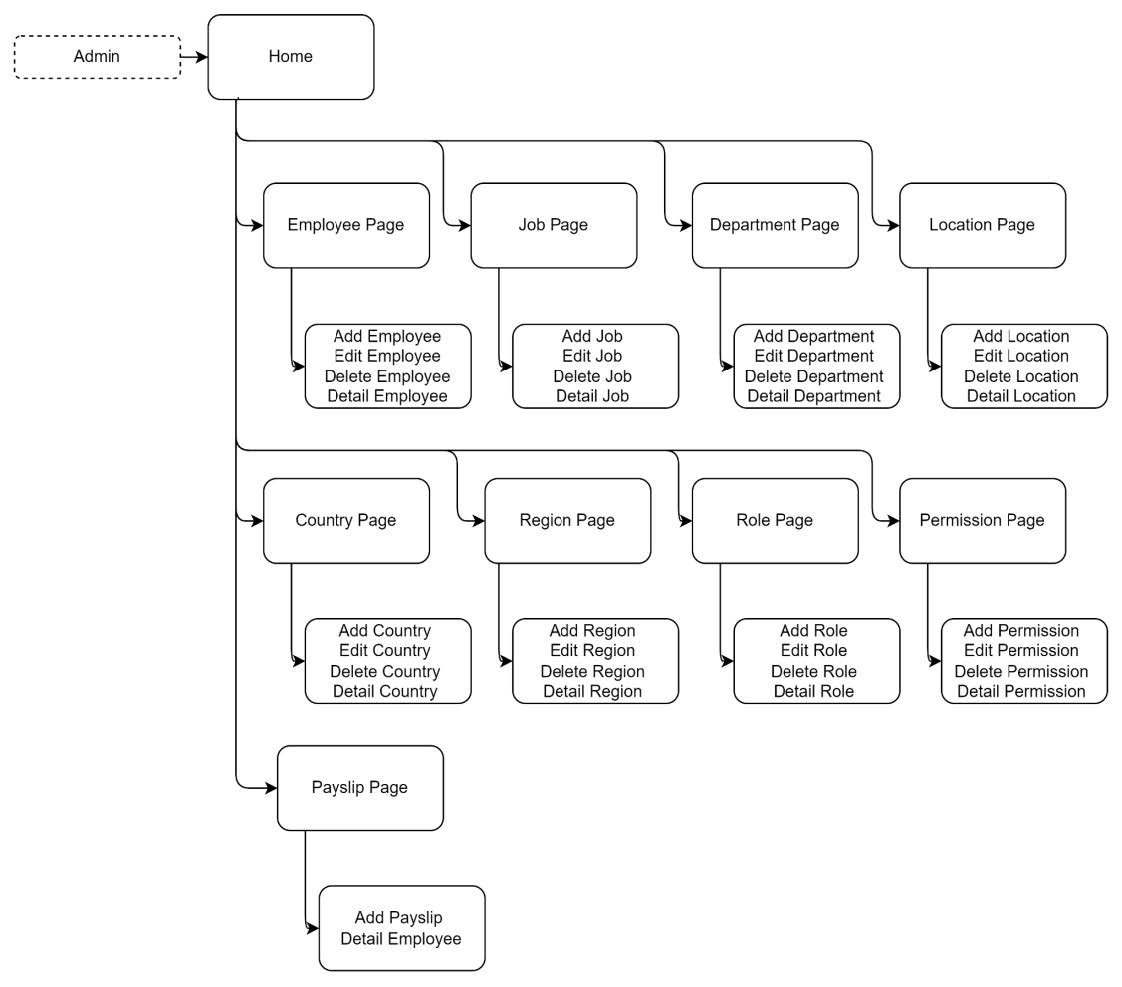 Admin
Home
Employee Page
Job Page
Department Page
Location Page
Add Employee
Edit Employee
Delete Employee
Detail Employee
Add Job
Edit Job
Delete Job
Detail Job
Add Department
Edit Department
Delete Department
Detail Department
Add Location
Edit Location
Delete Location
Detail Location
Country Page
Region Page
Role Page
Permission Page
Add Country
Edit Country
Delete Country
Detail Country
Add Region
Edit Region
Delete Region
Detail Region
Add Role
Edit Role
Delete Role
Detail Role
Add Permission
Edit Permission
Delete Permission
Detail Permission
Payslip Page
Add Payslip
Detail Employee